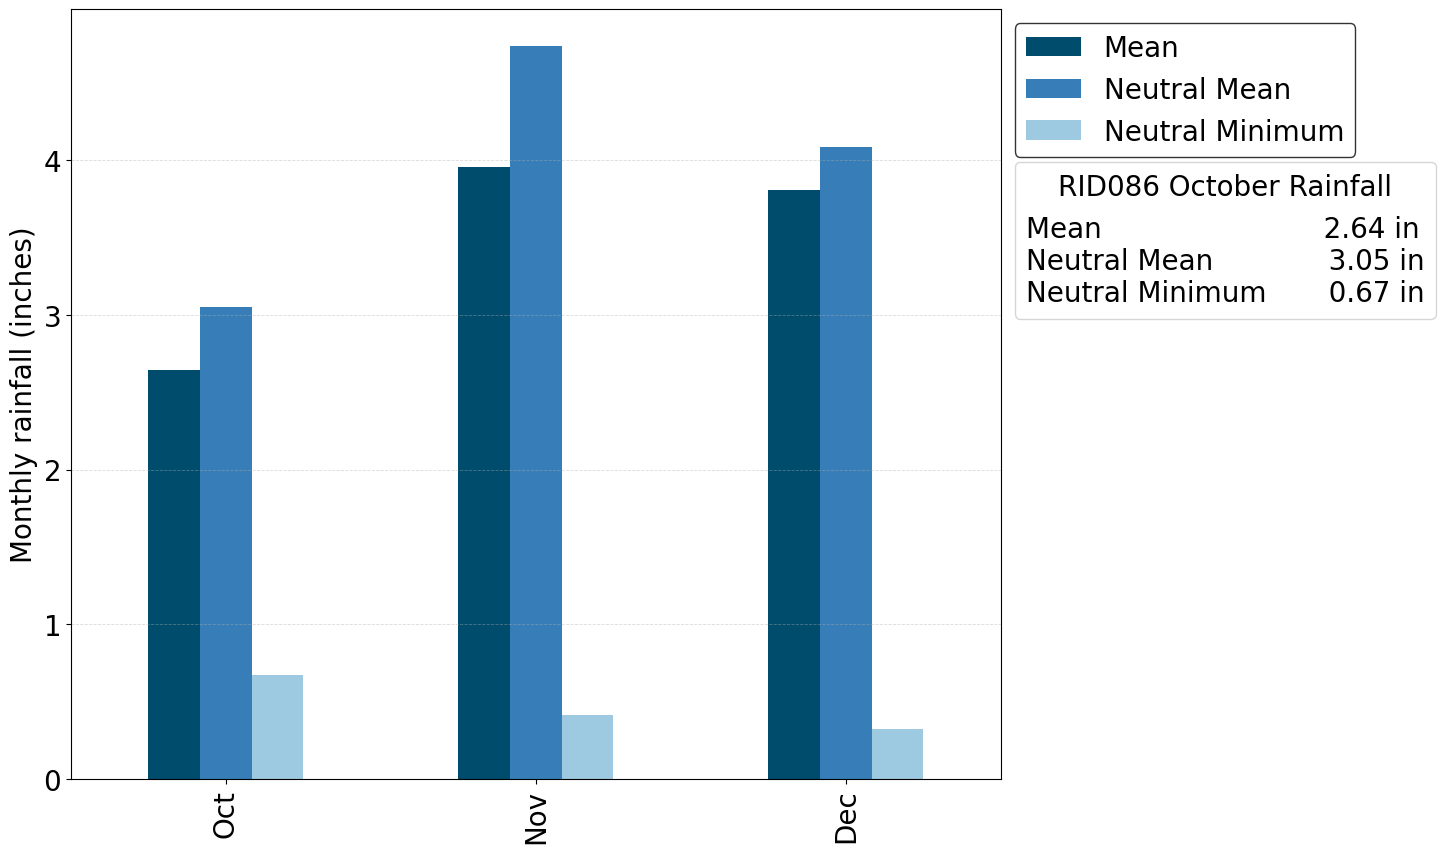 Monthly rainfall (inches)
4
3
2
1
0
Oct
Nov
Dec
Mean
Neutral Mean
Neutral Minimum
RID086 October Rainfall
Mean 2.64 in
Neutral Mean 3.05 in
Neutral Minimum 0.67 in